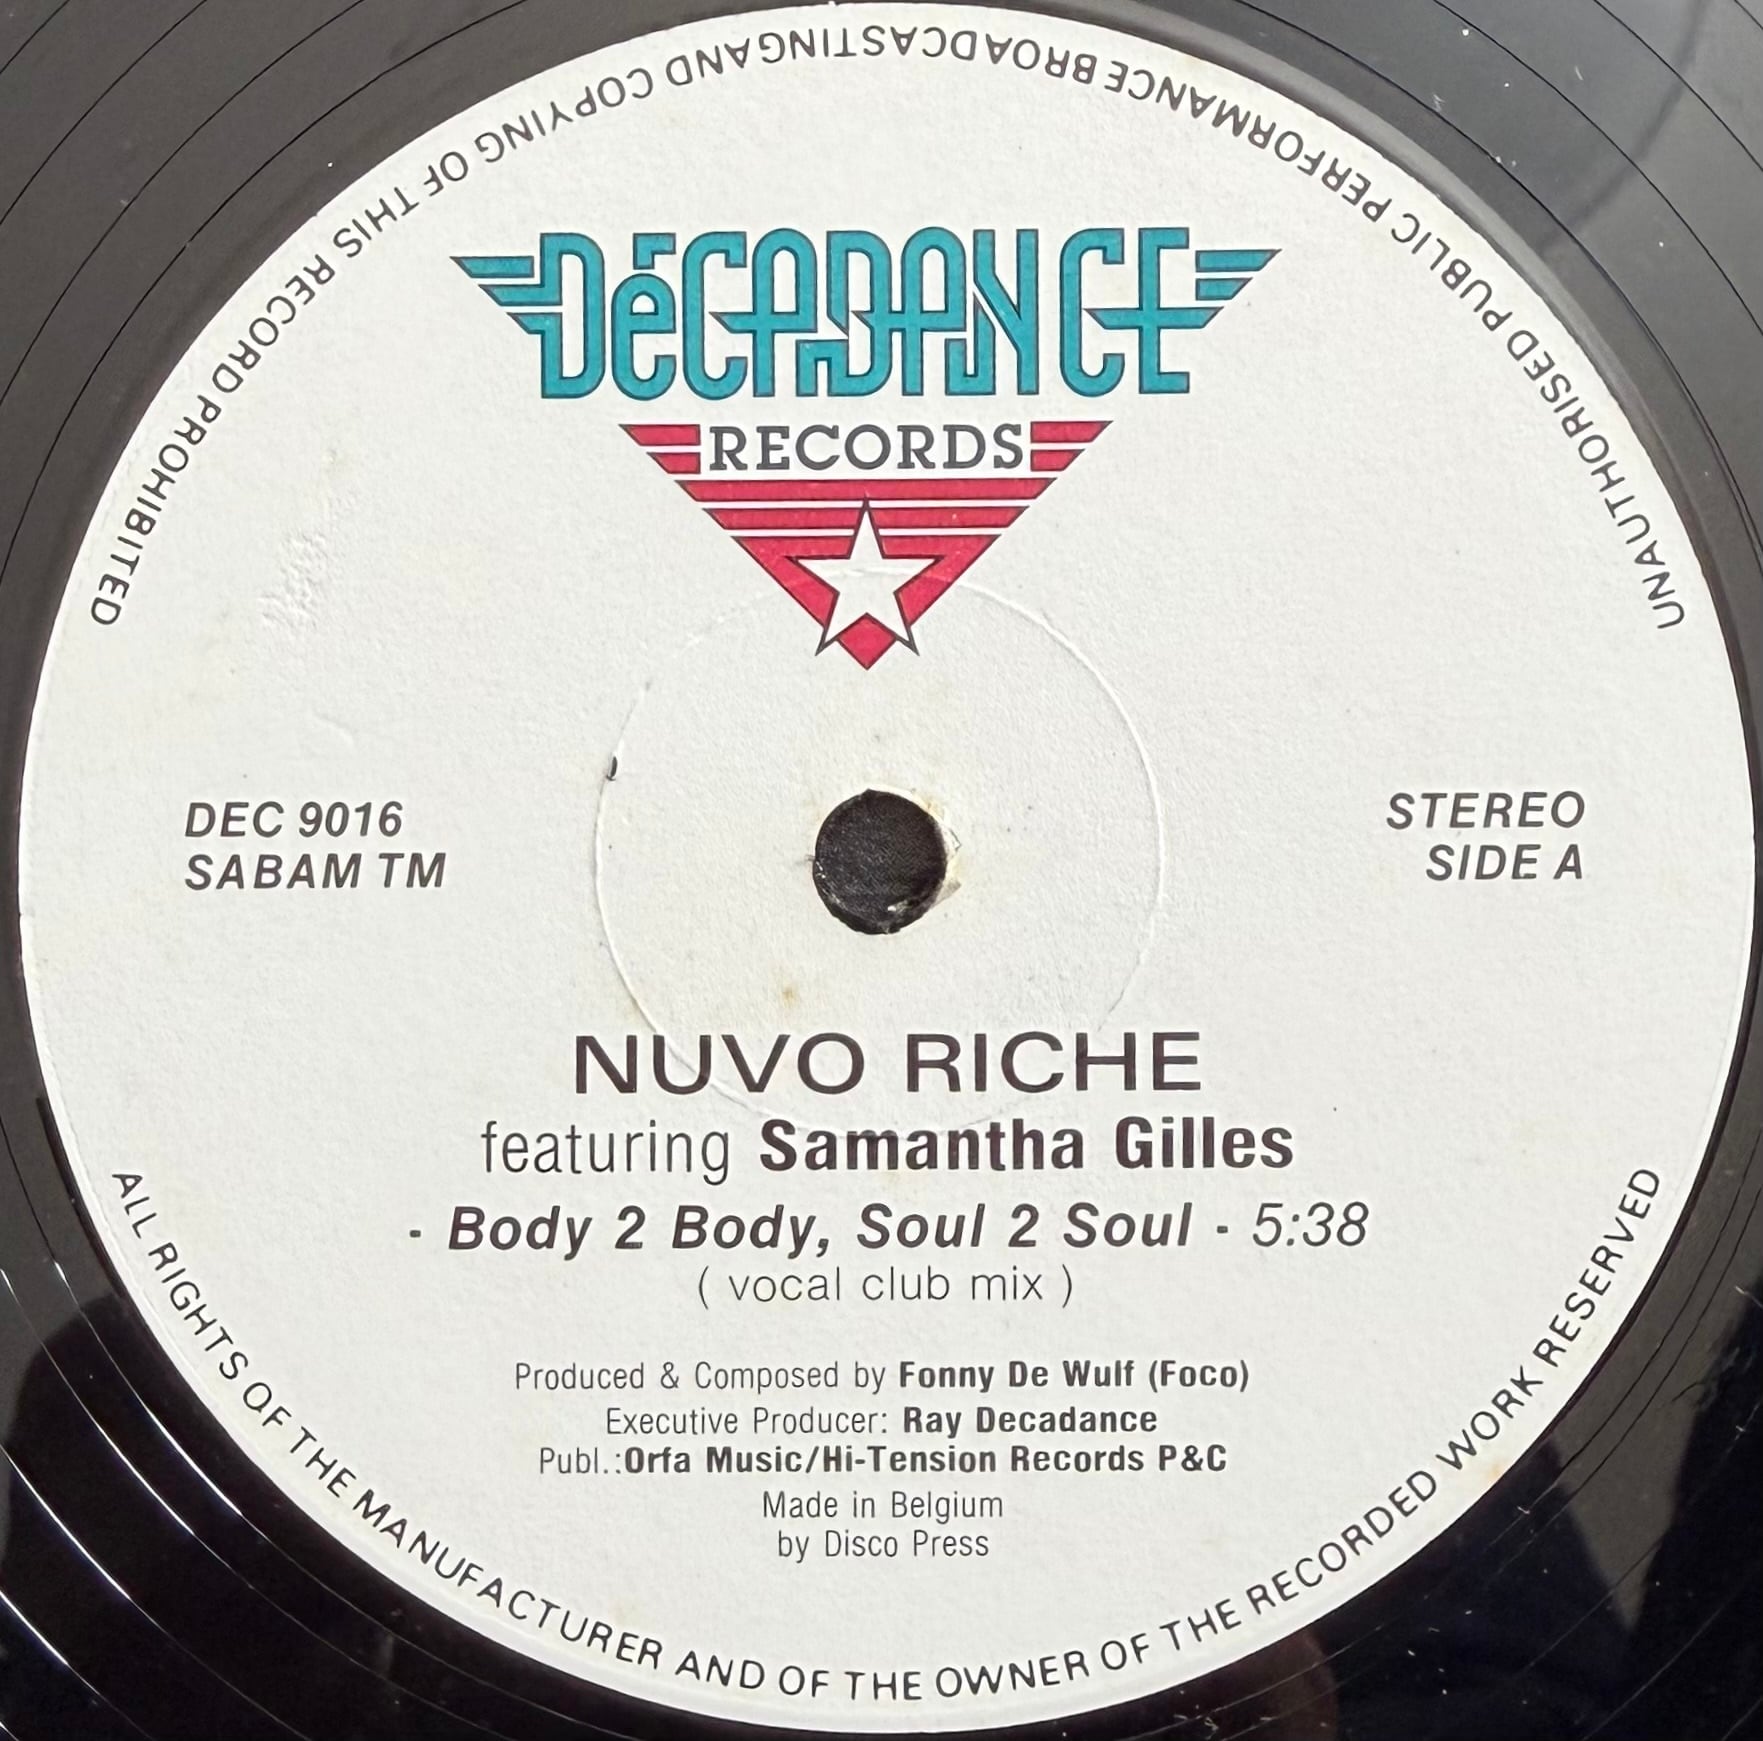 UNAUTHORISED PUBLIC PERFORMANCE BROADCASTING AND COPYING OF THIS RECORD PROHIBITED
DéCADANCE
RECORDS
DEC 9016
SABAM TM
STEREO
SIDE A
NUVO RICHE
featuring Samantha Gilles
- Body 2 Body, Soul 2 Soul - 5:38
( vocal club mix )
Produced & Composed by Fonny De Wulf (Foco)
Executive Producer: Ray Decadance
Publ.:Orfa Music/Hi-Tension Records P&C
Made in Belgium
by Disco Press
ALL RIGHTS OF THE MANUFACTURER AND OF THE OWNER OF THE RECORDED WORK RESERVED